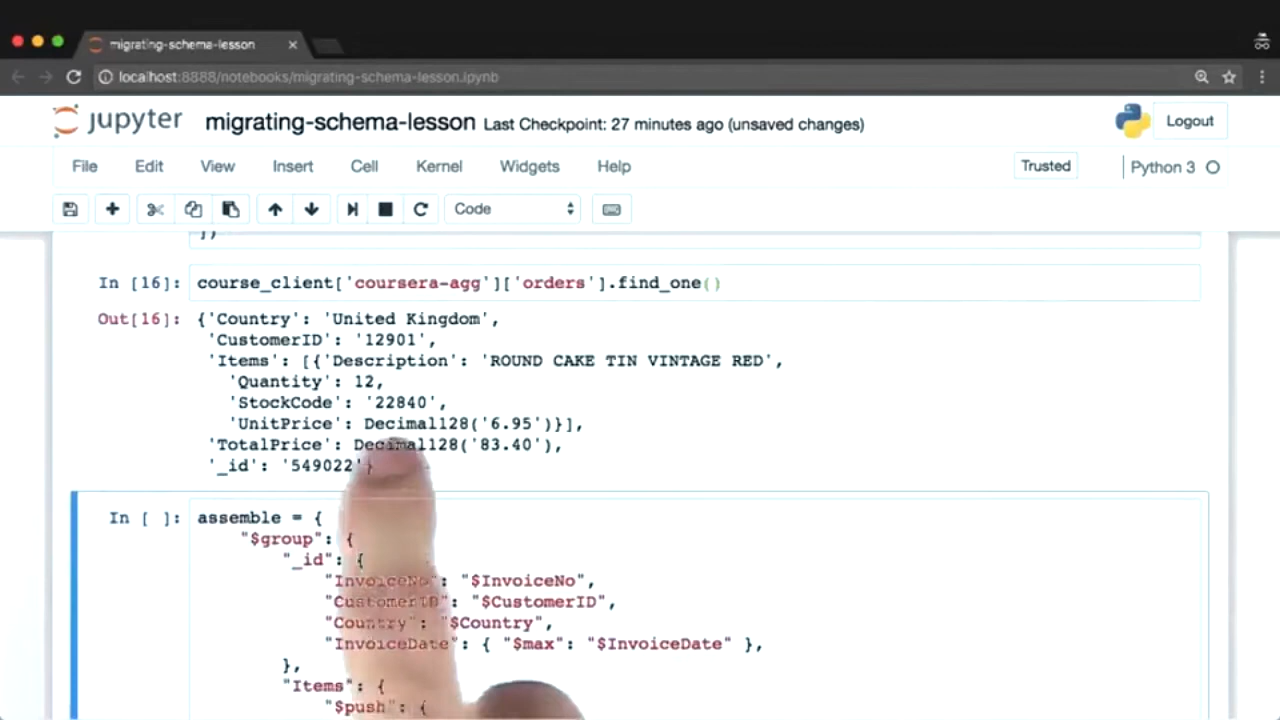 migrating-schema-lesson
localhost:8888/notebooks/migrating-schema-lesson.ipynb
jupyter migrating-schema-lesson Last Checkpoint: 27 minutes ago (unsaved changes) Logout
File Edit View Insert Cell Kernel Widgets Help Trusted Python 3
Code
])
In [16]: course_client['coursera-agg']['orders'].find_one()
Out[16]: {'Country': 'United Kingdom',
'CustomerID': '12901',
'Items': [{'Description': 'ROUND CAKE TIN VINTAGE RED',
'Quantity': 12,
'StockCode': '22840',
'UnitPrice': Decimal128('6.95')}],
'TotalPrice': Decimal128('83.40'),
'_id': '549022'}
In [ ]: assemble = {
"$group": {
"_id": {
"InvoiceNo": "$InvoiceNo",
"CustomerID": "$CustomerID",
"Country": "$Country",
"InvoiceDate": { "$max": "$InvoiceDate" },
},
"Items": {
"$push": {